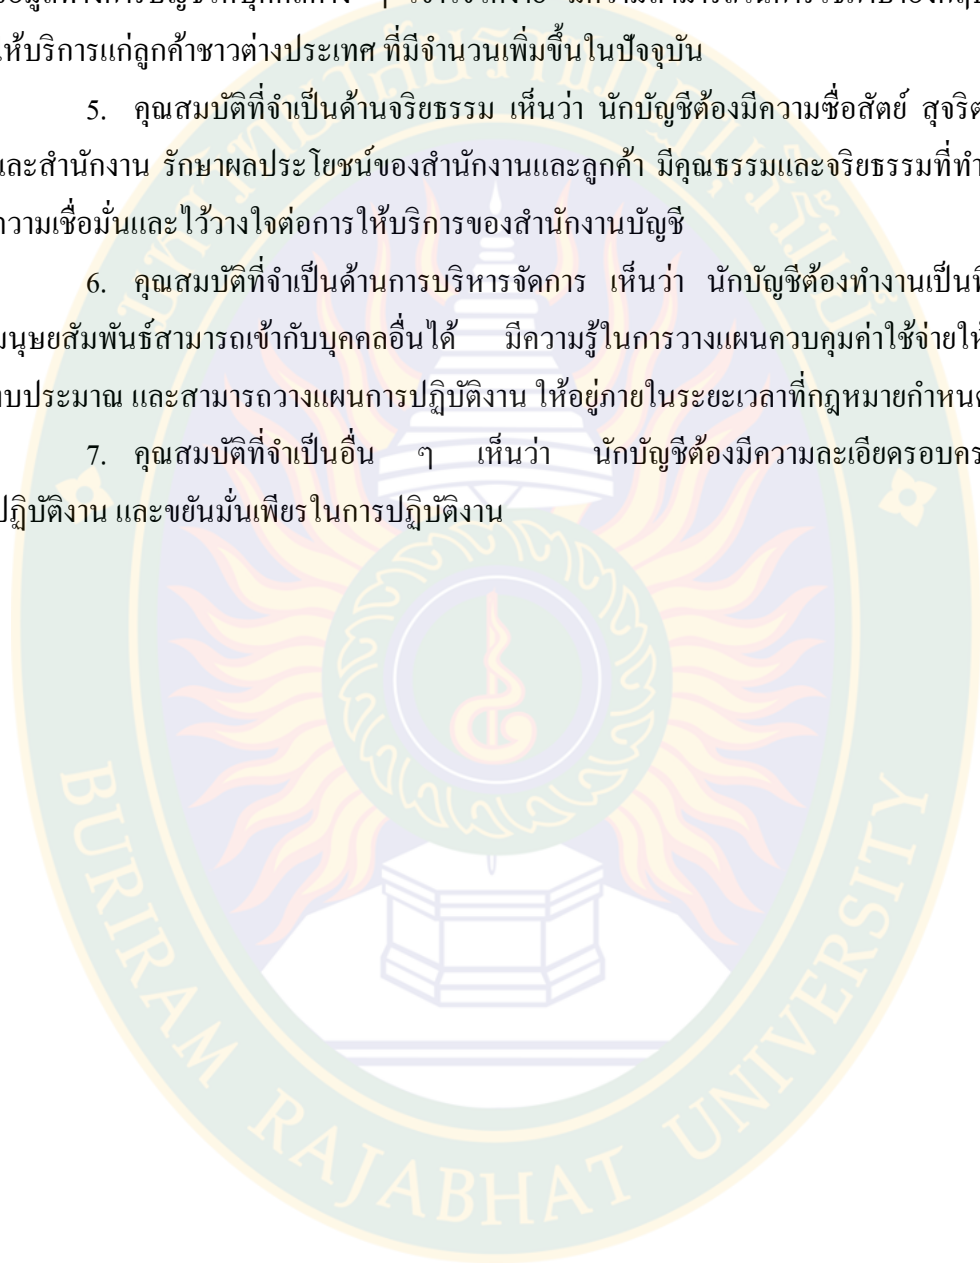 ให้บริการแก่ลูกค้าชาวต่างประเทศ ที่มีจำนวนเพิ่มขึ้นในปัจจุบัน
5. คุณสมบัติที่จำเป็นด้านจริยธรรม เห็นว่า นักบัญชีต้องมีความซื่อสัตย์ สุจริต
และสำนักงาน รักษาผลประโยชน์ของสำนักงานและลูกค้า มีคุณธรรมและจริยธรรมที่ทำ
ความเชื่อมั่นและไว้วางใจต่อการให้บริการของสำนักงานบัญชี
6. คุณสมบัติที่จำเป็นด้านการบริหารจัดการ เห็นว่า นักบัญชีต้องทำงานเป็น
มนุษยสัมพันธ์สามารถเข้ากับบุคคลอื่นได้ มีความรู้ในการวางแผนควบคุมค่าใช้จ่ายให้
งบประมาณ และสามารถวางแผนการปฏิบัติงาน ให้อยู่ภายในระยะเวลาที่กฎหมายกำหนด
7. คุณสมบัติที่จำเป็นอื่น ๆ เห็นว่า นักบัญชีต้องมีความละเอียดรอบคร
ปฏิบัติงาน และขยันมั่นเพียรในการปฏิบัติงาน
BURIRAM RAJABHAT UNIVERSITY